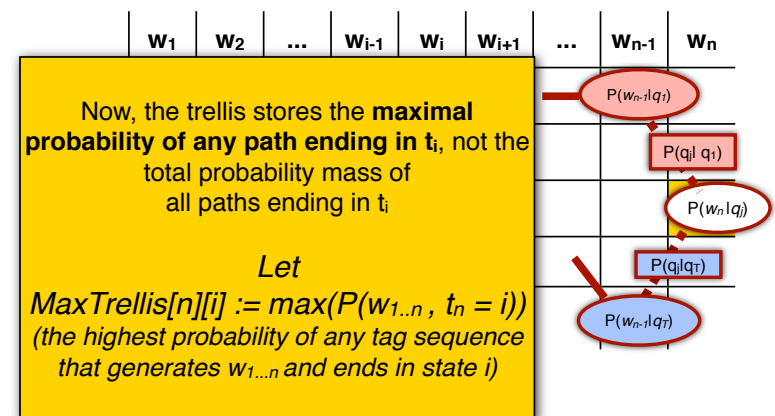 w1 w2 ... wi-1 wi wi+1 ... wn-1 wn
Now, the trellis stores the maximal
probability of any path ending in ti, not the
total probability mass of
all paths ending in ti
Let
MaxTrellis[n][i] := max(P(w1..n , tn = i))
(the highest probability of any tag sequence
that generates w1...n and ends in state i)
P(wn-1|q1)
P(qj| q1)
P(wn|qj)
P(qj|qT)
P(wn-1|qT)